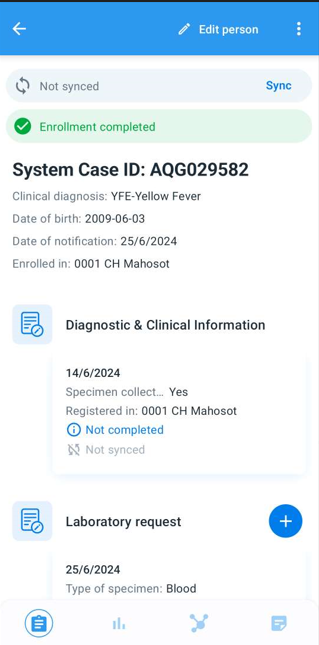 Edit person
Not synced
Sync
Enrollment completed
System Case ID: AQG029582
Clinical diagnosis: YFE-Yellow Fever
Date of birth: 2009-06-03
Date of notification: 25/6/2024
Enrolled in: 0001 CH Mahosot
Diagnostic & Clinical Information
14/6/2024
Specimen collect... Yes
Registered in: 0001 CH Mahosot
Not completed
Not synced
Laboratory request
25/6/2024
Type of specimen: Blood